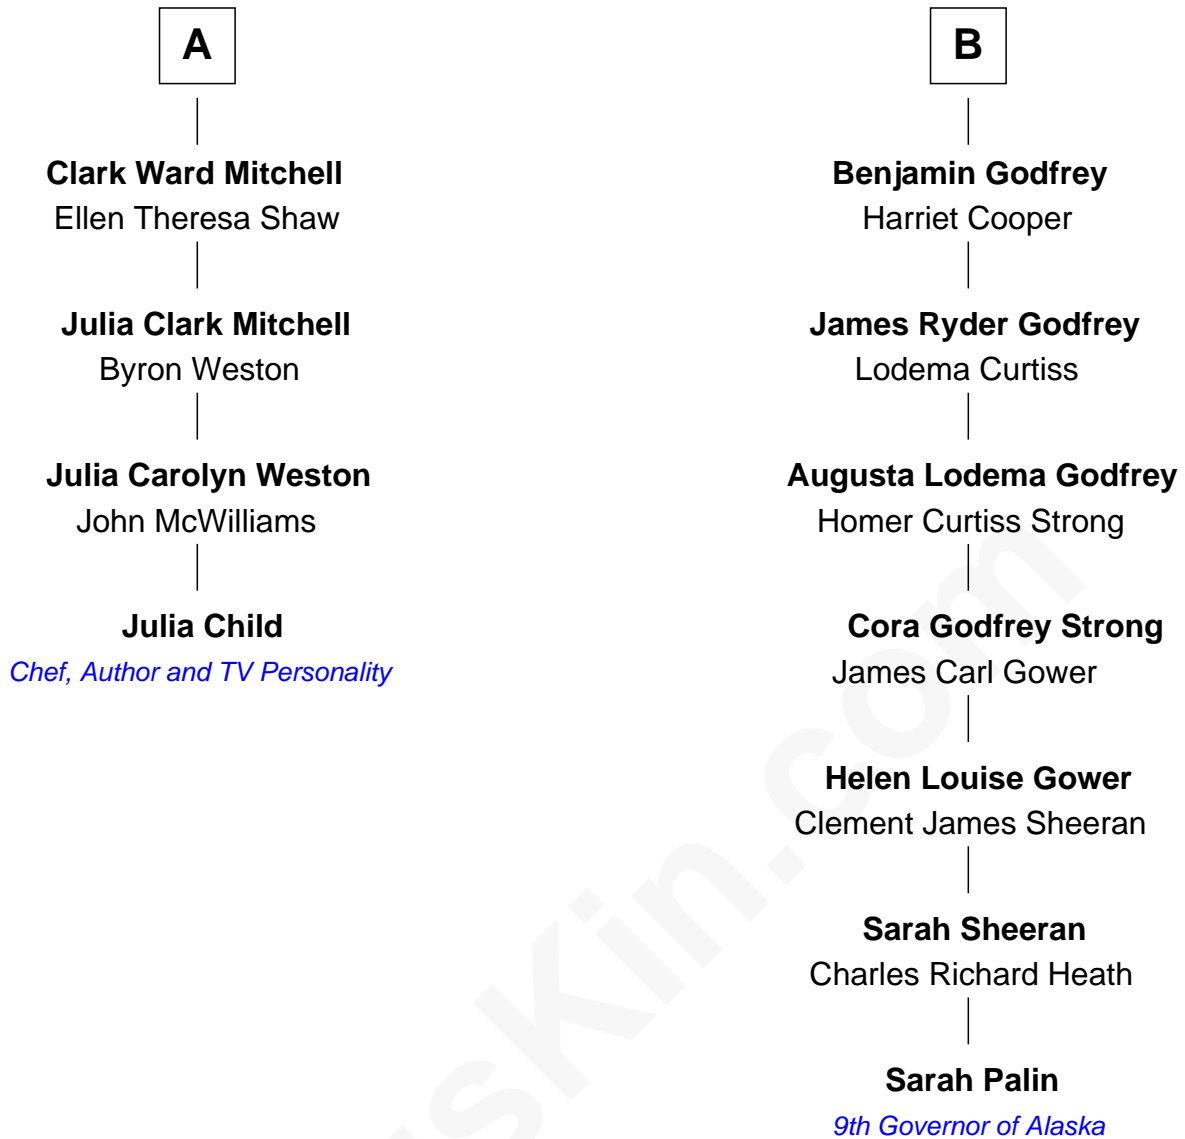 A
Clark Ward Mitchell
Ellen Theresa Shaw
Julia Clark Mitchell
Byron Weston
Julia Carolyn Weston
John McWilliams
Julia Child
Chef, Author and TV Personality
B
Benjamin Godfrey
Harriet Cooper
James Ryder Godfrey
Lodema Curtiss
Augusta Lodema Godfrey
Homer Curtiss Strong
Cora Godfrey Strong
James Carl Gower
Helen Louise Gower
Clement James Sheeran
Sarah Sheeran
Charles Richard Heath
Sarah Palin
9th Governor of Alaska
sKin.com